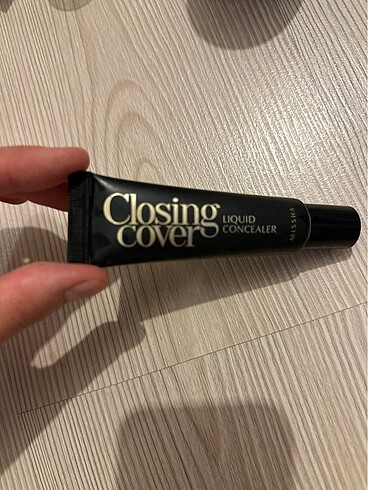 Closing
cover
LIQUID
CONCEALER
MISSHA